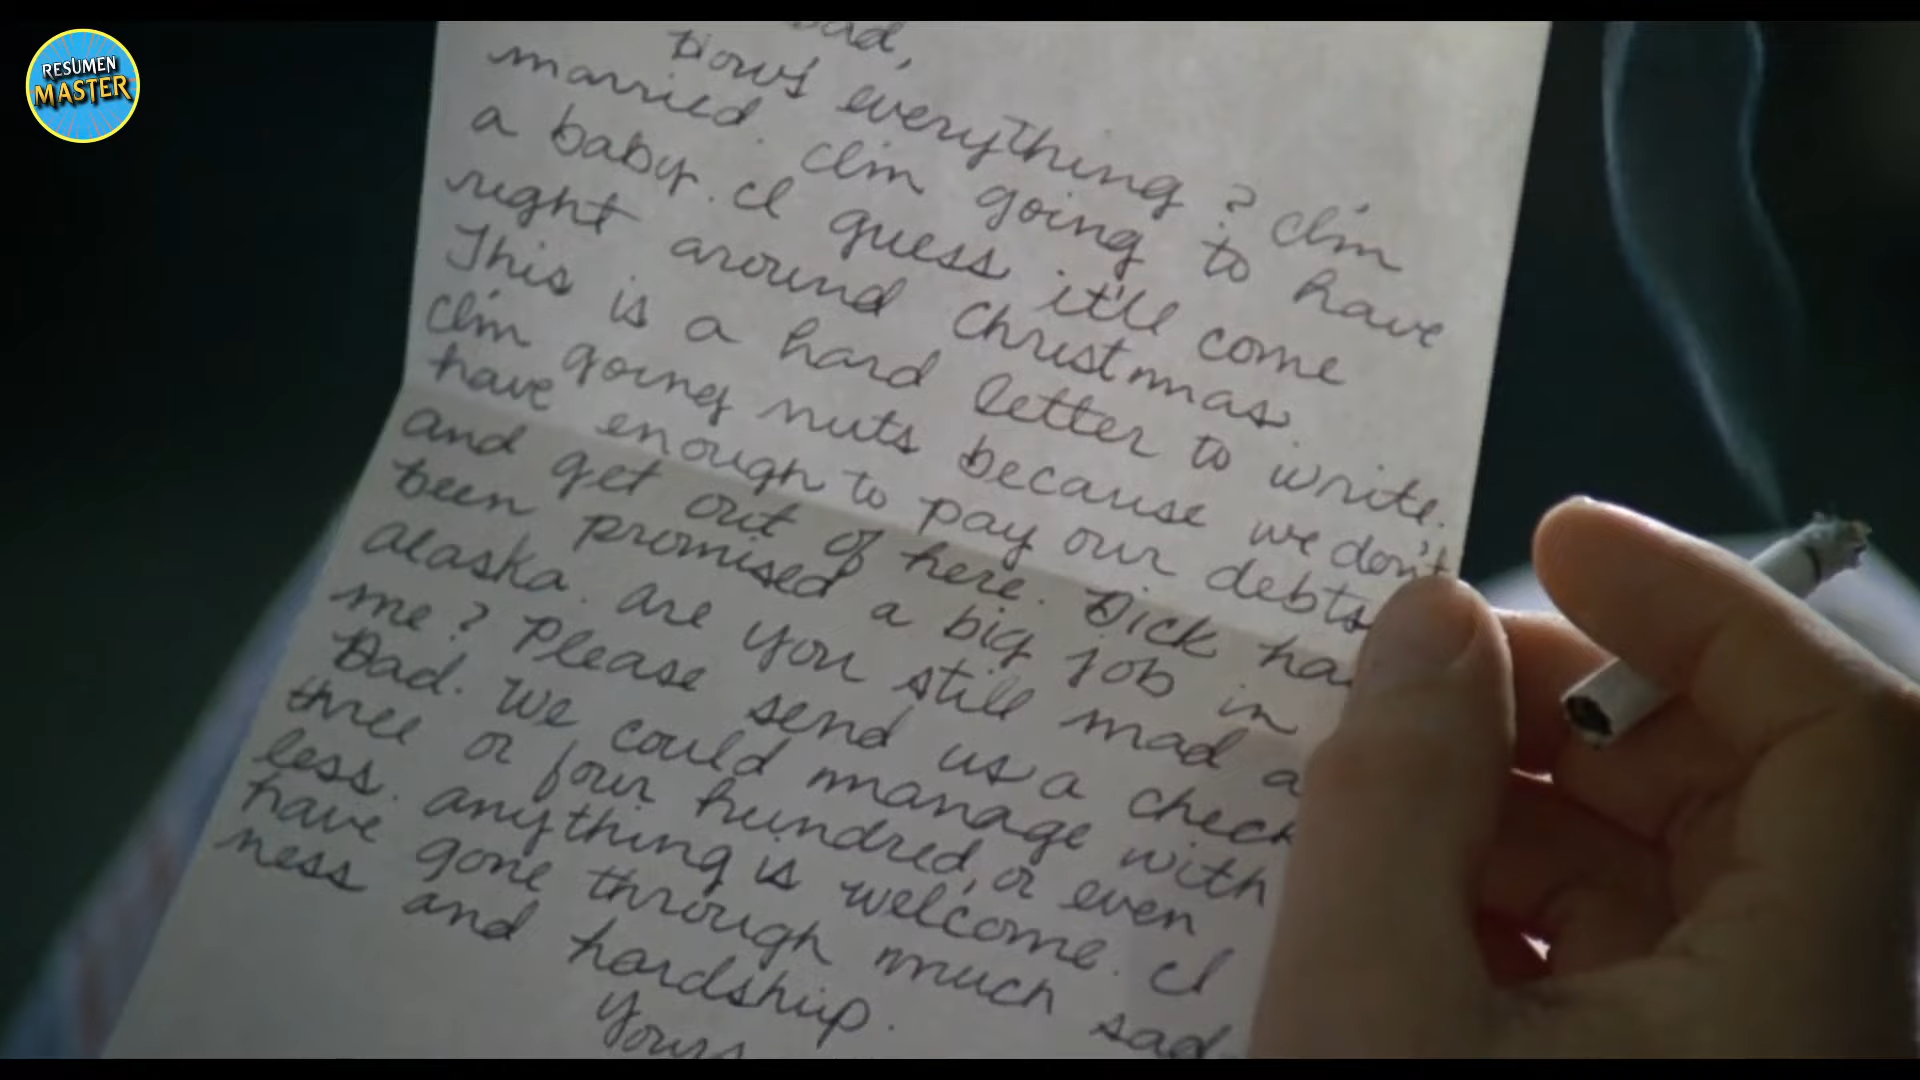 RESUMEN
MASTER
Dad,
How's everything? I'm
married. I'm going to have
a baby. I guess it'll come
right around Christmas.
This is a hard letter to write.
I'm going nuts because we don't
have enough to pay our debts
and get out of here. Dick ha
been promised a big job in
Alaska. Are you still mad a
me? Please send us a check
Dad. We could manage with
three or four hundred, or even
less. Anything is welcome. I
have gone through much sad-
ness and hardship.
Yours